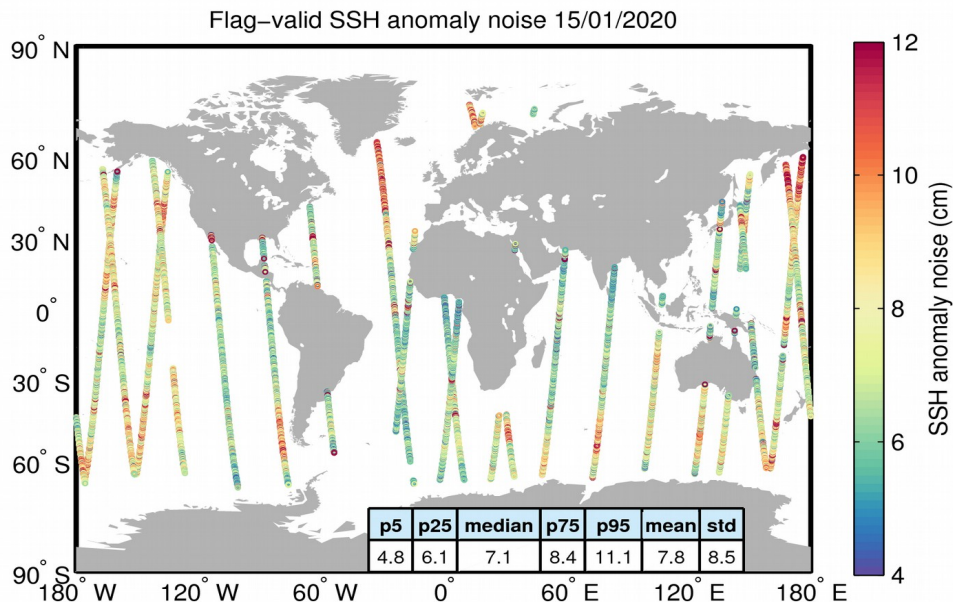 Flag−valid SSH anomaly noise 15/01/2020
90° N
60° N
30° N
0°
30° S
60° S
90° S
180° W 120° W 60° W 0° 60° E 120° E 180° E
p5 p25 median p75 p95 mean std
4.8 6.1 7.1 8.4 11.1 7.8 8.5
12
10
8
6
4
SSH anomaly noise (cm)